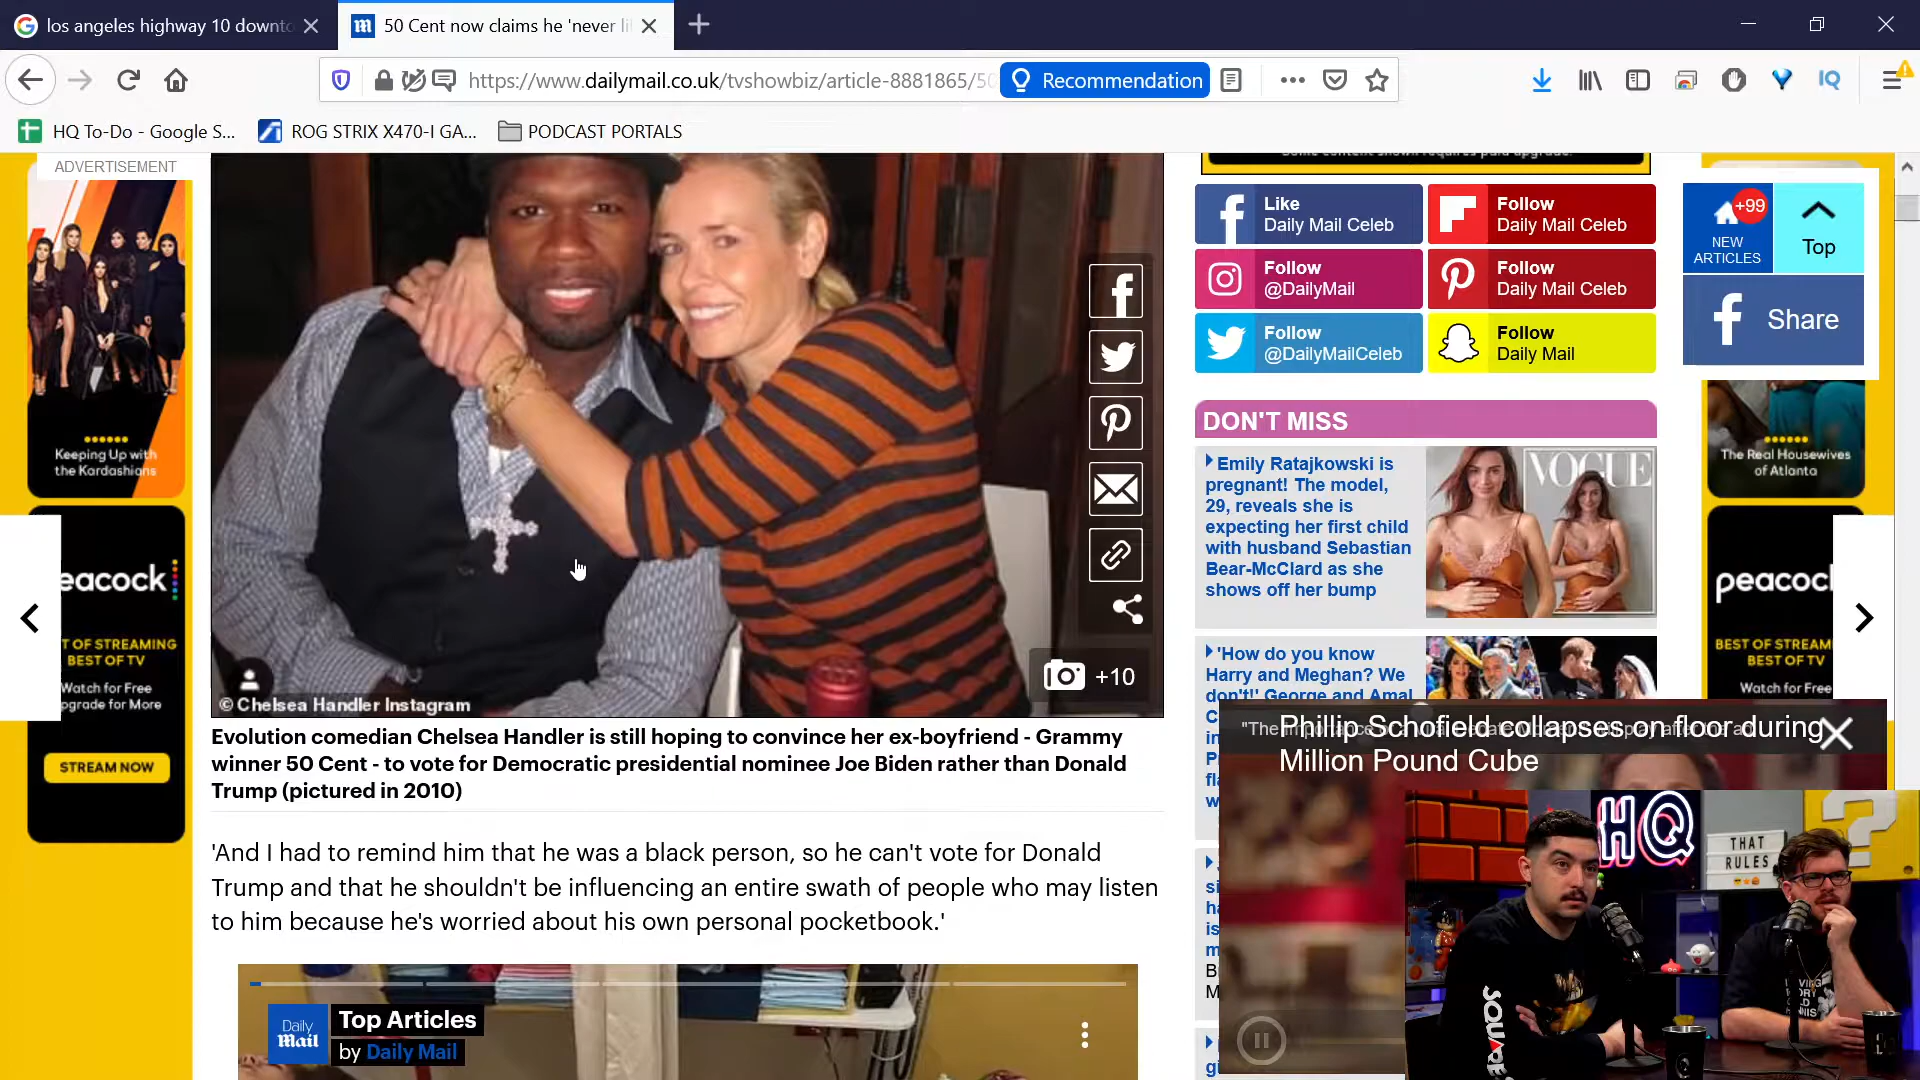 los angeles highway 10 downto
50 Cent now claims he 'never li
https://www.dailymail.co.uk/tvshowbiz/article-8881865/50
Recommendation
HQ To-Do - Google S...
ROG STRIX X470-I GA...
PODCAST PORTALS
ADVERTISEMENT
Keeping Up with
the Kardashians
eacock
T OF STREAMING
BEST OF TV
Watch for Free
pgrade for More
STREAM NOW
© Chelsea Handler Instagram
+10
Evolution comedian Chelsea Handler is still hoping to convince her ex-boyfriend - Grammy
winner 50 Cent - to vote for Democratic presidential nominee Joe Biden rather than Donald
Trump (pictured in 2010)
'And I had to remind him that he was a black person, so he can't vote for Donald
Trump and that he shouldn't be influencing an entire swath of people who may listen
to him because he's worried about his own personal pocketbook.'
Daily
Mail
Top Articles
by Daily Mail
Like
Daily Mail Celeb
Follow
Daily Mail Celeb
Follow
@DailyMail
Follow
Daily Mail Celeb
Follow
@DailyMailCeleb
Follow
Daily Mail
DON'T MISS
Emily Ratajkowski is
pregnant! The model,
29, reveals she is
expecting her first child
with husband Sebastian
Bear-McClard as she
shows off her bump
VOGUE
'How do you know
Harry and Meghan? We
don't!' George and Amal
Phillip Schofield collapses on floor during
Million Pound Cube
+99
NEW
ARTICLES
Top
Share
The Real Housewives
of Atlanta
peacoc
BEST OF STREAMI
BEST OF TV
Watch for Free
HQ
THAT
RULES